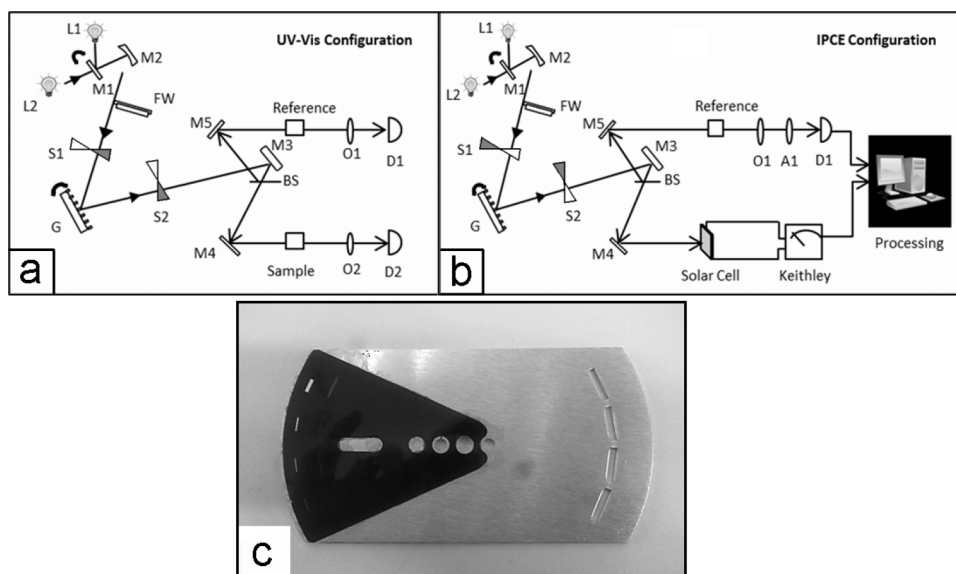 L1
UV-Vis Configuration
M2
L2
M1
FW
Reference
M5
S1
M3
O1
D1
BS
G
S2
M4
Sample
O2
D2
a
L1
IPCE Configuration
M2
L2
M1
FW
Reference
M5
S1
M3
O1
A1
D1
BS
G
S2
M4
Solar Cell
Keithley
Processing
b
c